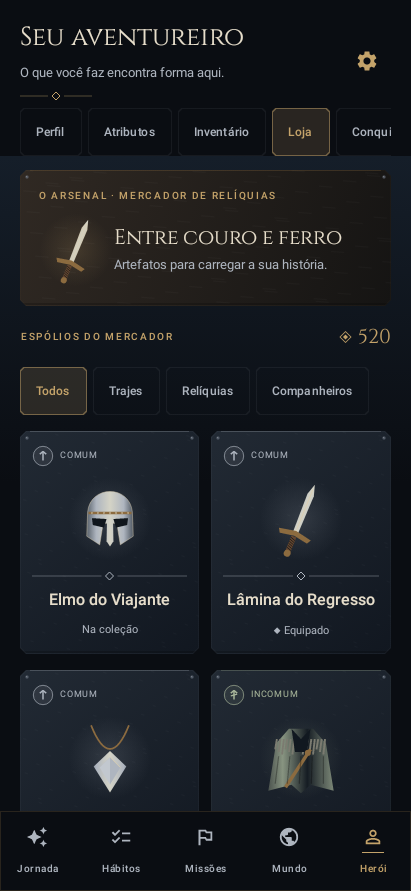 Seu aventureiro
O que você faz encontra forma aqui.
Perfil
Atributos
Inventário
Loja
Conqui
O ARSENAL · MERCADOR DE RELÍQUIAS
Entre couro e ferro
Artefatos para carregar a sua história.
ESPÓLIOS DO MERCADOR
520
Todos
Trajes
Relíquias
Companheiros
COMUM
COMUM
Elmo do Viajante
Lâmina do Regresso
Na coleção
Equipado
COMUM
INCOMUM
Jornada
Hábitos
Missões
Mundo
Herói